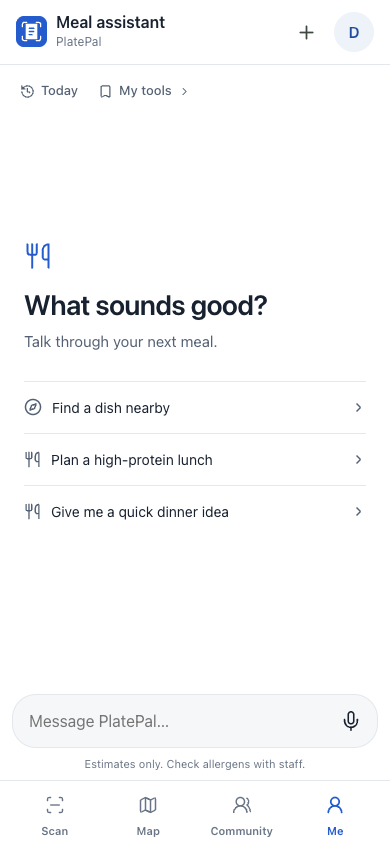 Meal assistant
PlatePal
D
Today
My tools
What sounds good?
Talk through your next meal.
Find a dish nearby
Plan a high-protein lunch
Give me a quick dinner idea
Message PlatePal...
Estimates only. Check allergens with staff.
Scan
Map
Community
Me